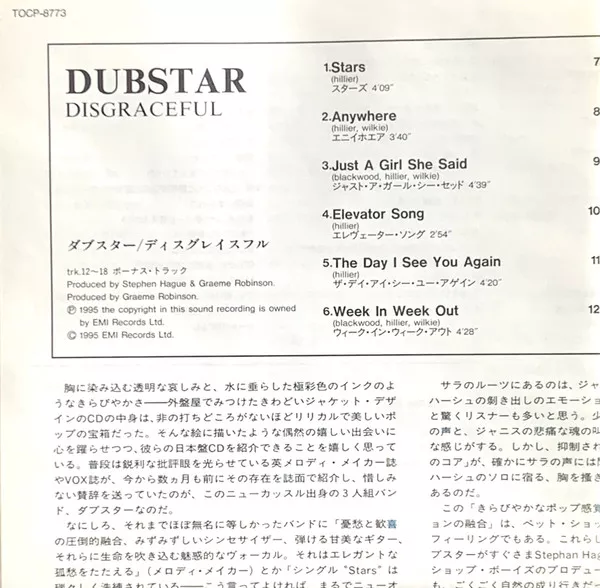 TOCP-8773
DUBSTAR
DISGRACEFUL
ダブスター/ディスグレイスフル
trk.12〜18 ボーナス・トラック
Produced by Stephen Hague & Graeme Robinson.
Produced by Graeme Robinson.
Ⓟ 1995 the copyright in this sound recording is owned
by EMI Records Ltd.
© 1995 EMI Records Ltd.
1.Stars
(hillier)
スターズ 4'09"
2.Anywhere
(hillier, wilkie)
エニイホエア 3'40"
3.Just A Girl She Said
(blackwood, hillier, wilkie)
ジャスト・ア・ガール・シー・セッド 4'39"
4.Elevator Song
エレヴェーター・ソング 2'54"
5.The Day I See You Again
(hillier)
ザ・デイ・アイ・シー・ユー・アゲイン 4'20"
6.Week In Week Out
(blackwood, hillier, wilkie)
ウィーク・イン・ウィーク・アウト 4'28"
7
8
9
10
11
12
胸に染み込む透明な哀しみと、水に垂らした極彩色のインクのよ
うなきらびやかさ——外盤屋でみつけたきわどいジャケット・デザ
インのCDの中身は、非の打ちどころがないほどリリカルで美しいポ
ップの宝箱だった。そんな絵に描いたような偶然の嬉しい出会いに
心を躍らせつつ、彼らの日本盤CDを紹介できることを嬉しく思って
いる。普段は鋭利な批評眼を光らせている英メロディ・メイカー誌
やVOX誌が、今から数ヵ月も前にその存在を誌面で紹介し、惜しみ
ない賛辞を送っていたのが、このニューカッスル出身の3人組バン
ド、ダブスターなのだ。
なにしろ、それまでほぼ無名に等しかったバンドに「憂愁と歓喜
の圧倒的融合、みずみずしいシンセサイザー、弾ける甘美なギター、
それらに生命を吹き込む魅惑的なヴォーカル。それはエレガントな
孤愁をたたえる」(メロディ・メイカー)とか「シングル "Stars" は
サラのルーツにあるのは、ジャ
ハーシュの剝き出しのエモーショ
と驚くリスナーも多いと思う。少
の声と、ジャニスの悲痛な魂の叫
な感じがする。しかし、抑制され
のコア」が、確かにサラの声には
ハーシュのソロに宿る、胸を搔き
あるのだ。
この「きらびやかなポップ感覚
ションの融合」は、ペット・ショッ
フィーリングでもある。これらし
ブスターがすぐさまStephen Hag
ショップ・ボーイズのプロデュー